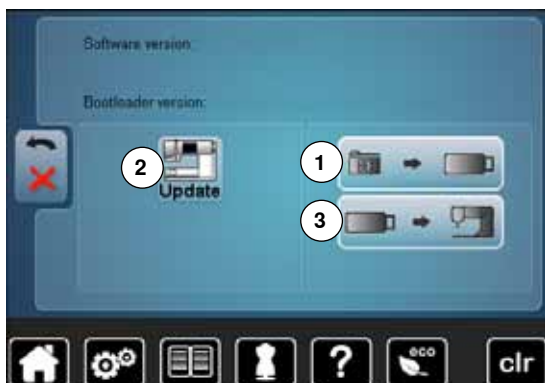 Software version:
Bootloader version:
2
Update
1
3
?
eco
clr